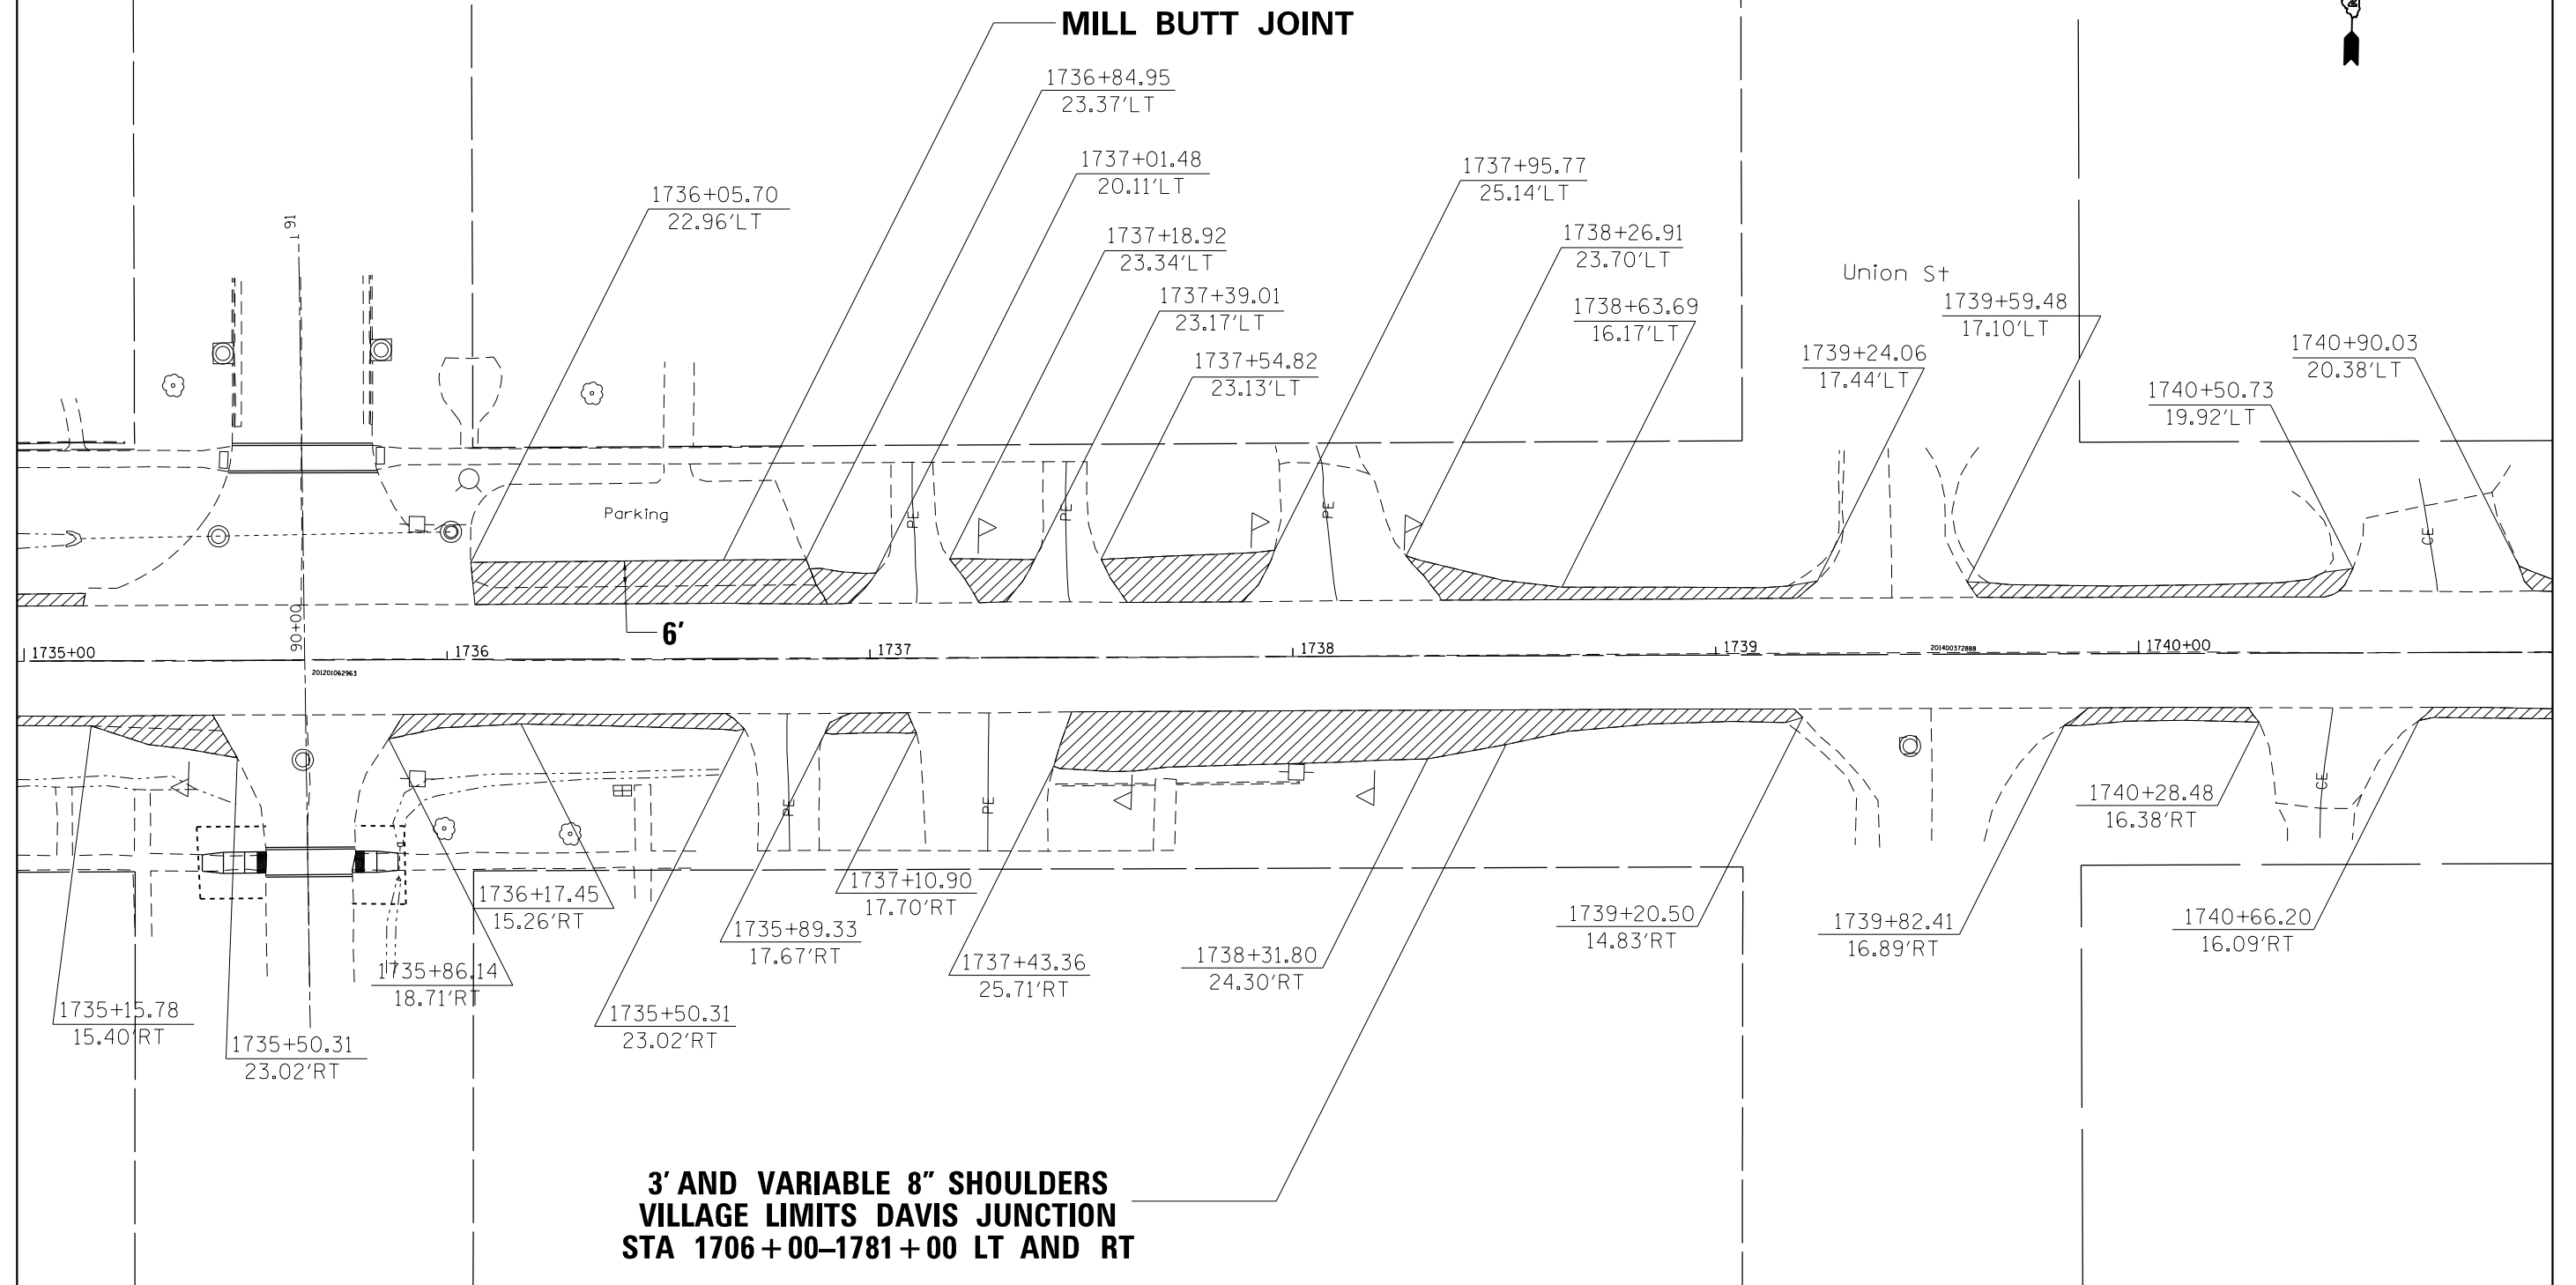 MILL BUTT JOINT
1736+84.95
23.37'LT
1737+01.48
20.11'LT
1737+95.77
25.14'LT
1736+05.70
22.96'LT
1737+18.92
23.34'LT
1738+26.91
23.70'LT
Union St
1737+39.01
23.17'LT
1738+63.69
16.17'LT
1739+59.48
17.10'LT
1737+54.82
23.13'LT
1739+24.06
17.44'LT
1740+90.03
20.38'LT
1740+50.73
19.92'LT
91
Parking
PE
PE
PE
CE
90+00
6'
1735+00
1736
1737
1738
1739
1740+00
201201062963
201400372888
PE
PE
CE
1740+28.48
16.38'RT
1736+17.45
15.26'RT
1737+10.90
17.70'RT
1735+89.33
17.67'RT
1739+20.50
14.83'RT
1739+82.41
16.89'RT
1740+66.20
16.09'RT
1735+86.14
18.71'RT
1737+43.36
25.71'RT
1738+31.80
24.30'RT
1735+15.78
15.40'RT
1735+50.31
23.02'RT
1735+50.31
23.02'RT
3' AND VARIABLE 8" SHOULDERS
VILLAGE LIMITS DAVIS JUNCTION
STA 1706+00–1781+00 LT AND RT